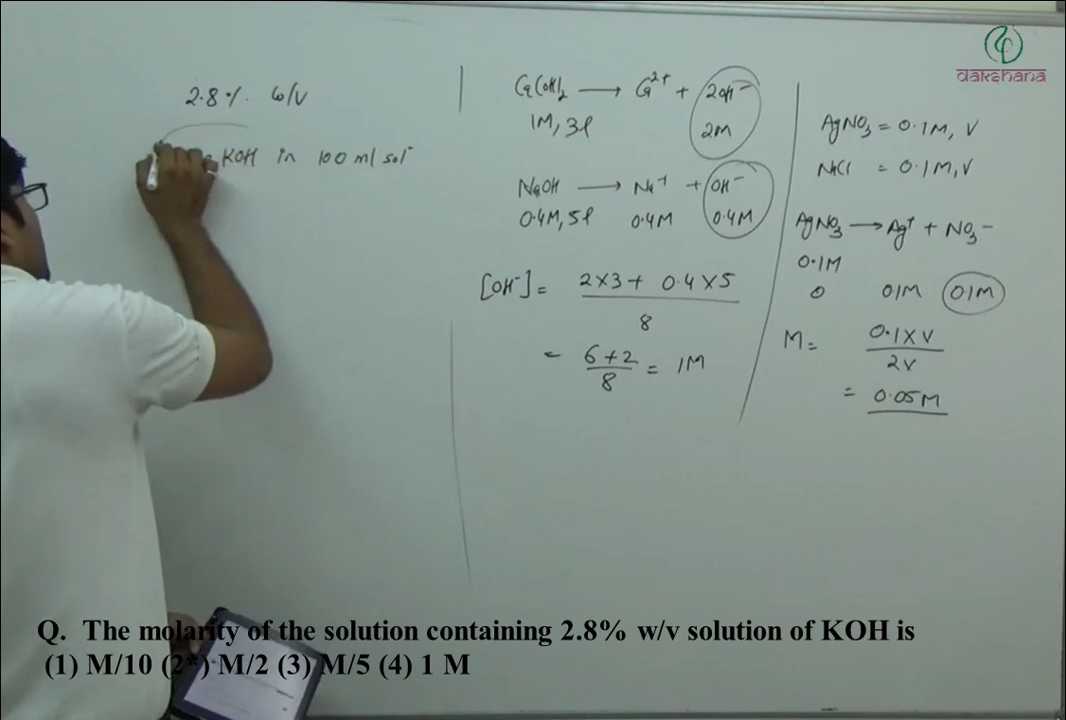 dakshana
2.8% w/v
KOH in 100 ml soln
Ca(OH)₂ ⟶ Ca²⁺ + 2OH⁻
1M, 3l 2M
NaOH ⟶ Na⁺ + OH⁻
0.4M, 5l 0.4M 0.4M
[OH⁻] = 2×3 + 0.4×5 / 8
= 6+2 / 8 = 1M
AgNO₃ = 0.1M, V
NaCl = 0.1M, V
AgNO₃ ⟶ Ag⁺ + NO₃⁻
0.1M
0 0.1M 0.1M
M = 0.1×V / 2V
= 0.05M
Q. The molarity of the solution containing 2.8% w/v solution of KOH is
(1) M/10 (2*) M/2 (3) M/5 (4) 1 M